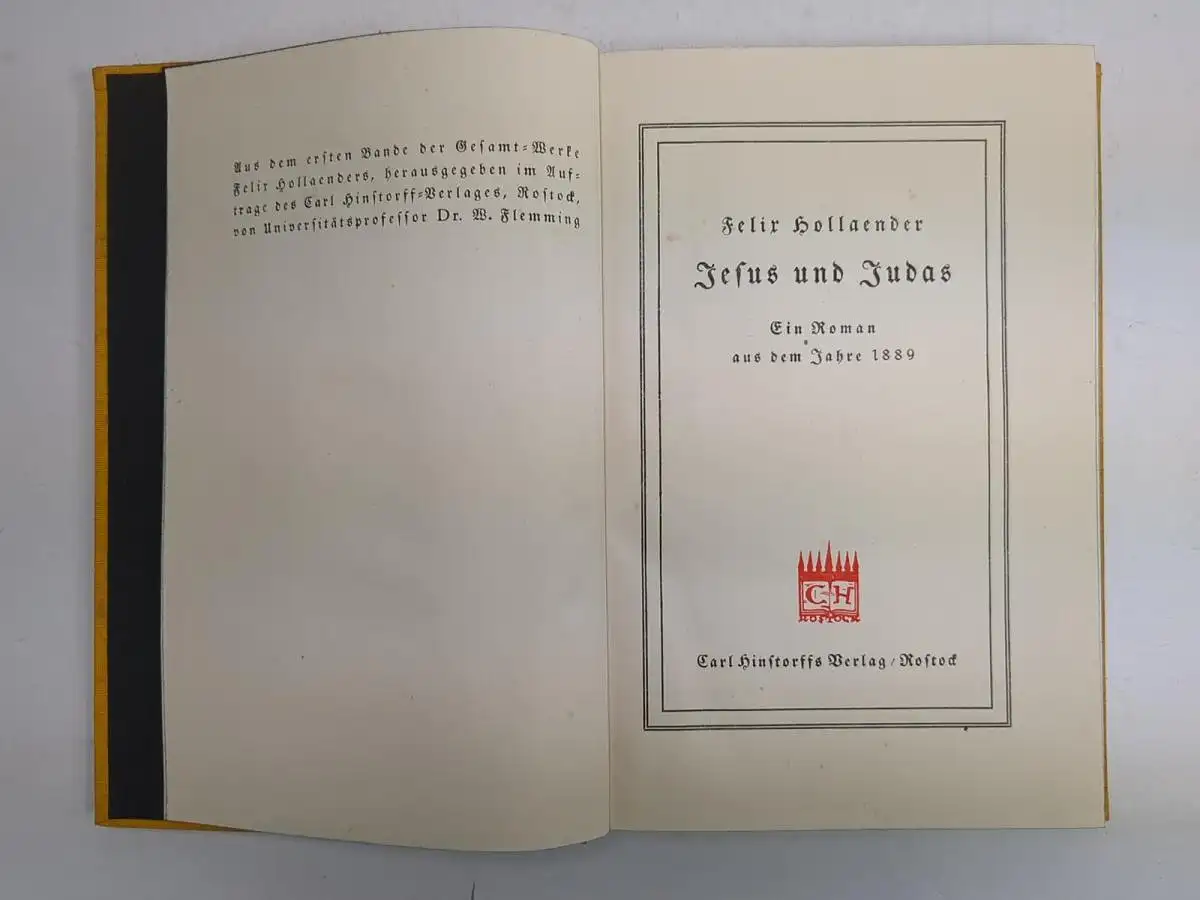 Aus dem erſten Bande der Geſamt-Werke
Felix Hollaenders, herausgegeben im Auf-
trage des Carl Hinſtorff-Verlages, Roſtock,
von Univerſitätsprofeſſor Dr. W. Flemming
Felix Hollaender
Jeſus und Judas
Ein Roman
aus dem Jahre 1889
CH
ROSTOCK
Carl Hinſtorffs Verlag / Roſtock